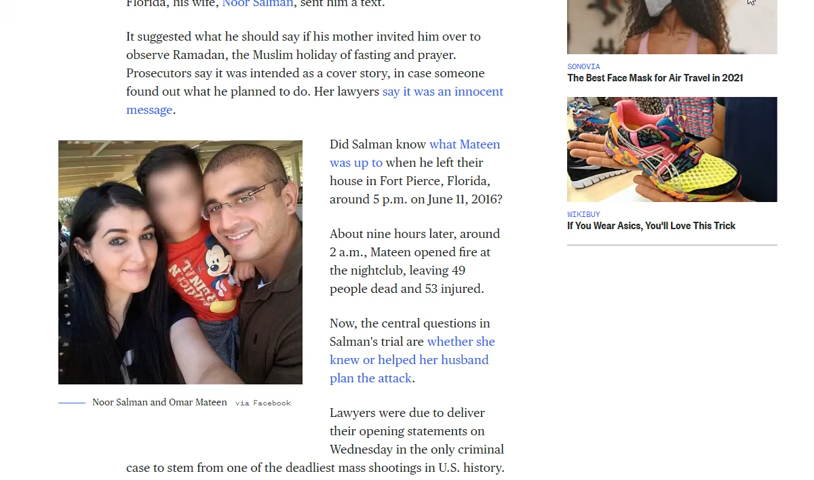 Florida, his wife, Noor Salman, sent him a text.
It suggested what he should say if his mother invited him over to
observe Ramadan, the Muslim holiday of fasting and prayer.
Prosecutors say it was intended as a cover story, in case someone
found out what he planned to do. Her lawyers say it was an innocent
message.
Did Salman know what Mateen
was up to when he left their
house in Fort Pierce, Florida,
around 5 p.m. on June 11, 2016?
About nine hours later, around
2 a.m., Mateen opened fire at
the nightclub, leaving 49
people dead and 53 injured.
Now, the central questions in
Salman's trial are whether she
knew or helped her husband
plan the attack.
Noor Salman and Omar Mateen via Facebook
Lawyers were due to deliver
their opening statements on
Wednesday in the only criminal
case to stem from one of the deadliest mass shootings in U.S. history.
SONOVIA
The Best Face Mask for Air Travel in 2021
WIKIBUY
If You Wear Asics, You'll Love This Trick